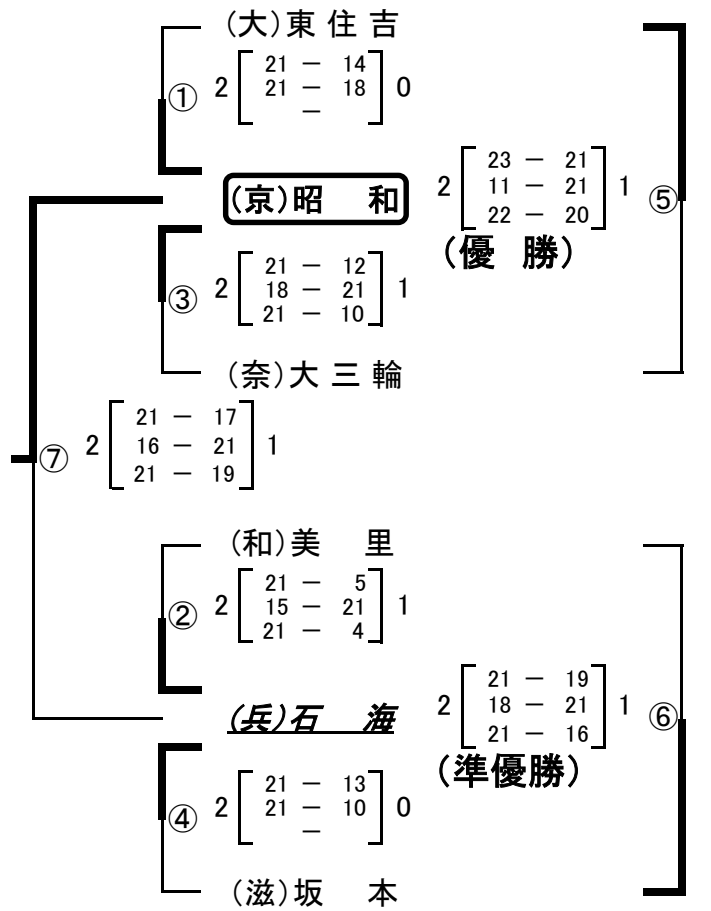 (大)東 住 吉
① 2 21 － 14 0
21 － 18
－
(京)昭 和
2 23 － 21 1 ⑤
11 － 21
22 － 20
(優 勝)
③ 2 21 － 12 1
18 － 21
21 － 10
(奈)大 三 輪
⑦ 2 21 － 17 1
16 － 21
21 － 19
(和)美 里
② 2 21 － 5 1
15 － 21
21 － 4
(兵)石 海
2 21 － 19 1 ⑥
18 － 21
21 － 16
(準優勝)
④ 2 21 － 13 0
21 － 10
－
(滋)坂 本